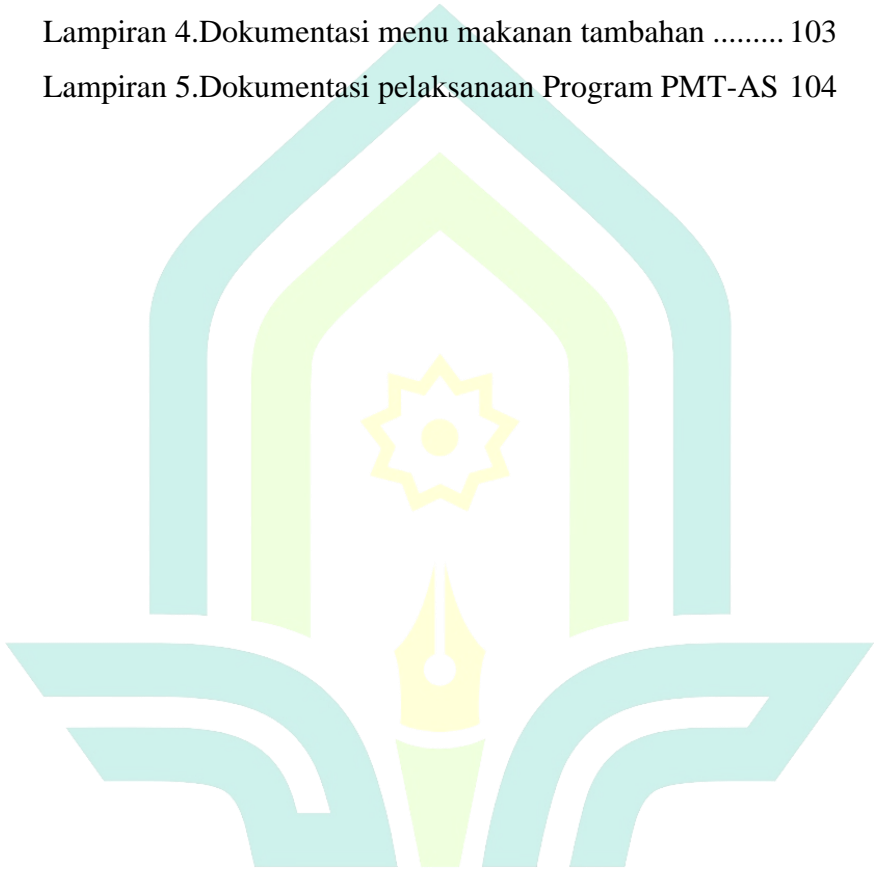 Lampiran 4.Dokumentasi menu makanan tambahan ......... 103
Lampiran 5.Dokumentasi pelaksanaan Program PMT-AS 104